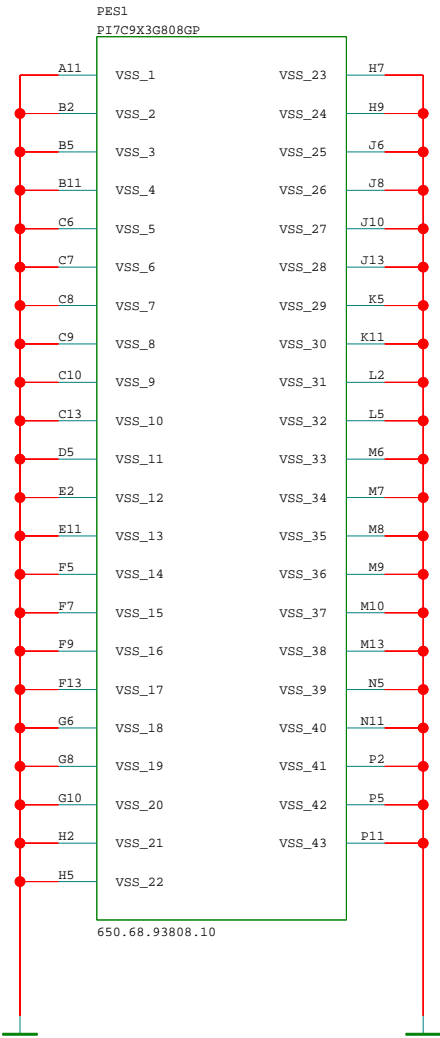 PES1
PI7C9X3G808GP
A11 VSS_1 VSS_23 H7
B2 VSS_2 VSS_24 H9
B5 VSS_3 VSS_25 J6
B11 VSS_4 VSS_26 J8
C6 VSS_5 VSS_27 J10
C7 VSS_6 VSS_28 J13
C8 VSS_7 VSS_29 K5
C9 VSS_8 VSS_30 K11
C10 VSS_9 VSS_31 L2
C13 VSS_10 VSS_32 L5
D5 VSS_11 VSS_33 M6
E2 VSS_12 VSS_34 M7
E11 VSS_13 VSS_35 M8
F5 VSS_14 VSS_36 M9
F7 VSS_15 VSS_37 M10
F9 VSS_16 VSS_38 M13
F13 VSS_17 VSS_39 N5
G6 VSS_18 VSS_40 N11
G8 VSS_19 VSS_41 P2
G10 VSS_20 VSS_42 P5
H2 VSS_21 VSS_43 P11
H5 VSS_22
650.68.93808.10